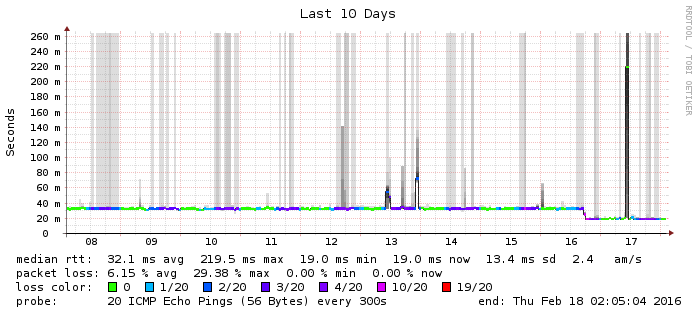 Last 10 Days
RRDTOOL / TOBI OETIKER
Seconds
260 m
240 m
220 m
200 m
180 m
160 m
140 m
120 m
100 m
80 m
60 m
40 m
20 m
0
08 09 10 11 12 13 14 15 16 17
median rtt: 32.1 ms avg 219.5 ms max 19.0 ms min 19.0 ms now 13.4 ms sd 2.4 am/s
packet loss: 6.15 % avg 29.38 % max 0.00 % min 0.00 % now
loss color: 0 1/20 2/20 3/20 4/20 10/20 19/20
probe: 20 ICMP Echo Pings (56 Bytes) every 300s end: Thu Feb 18 02:05:04 2016